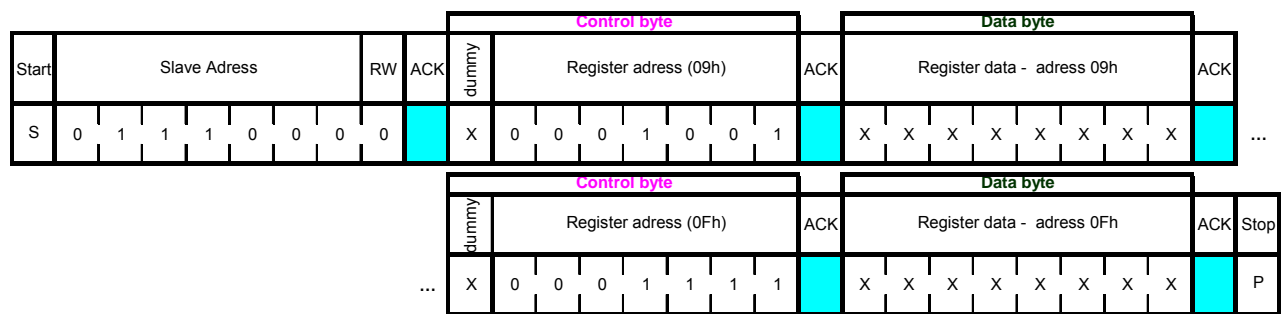 Control byte Data byte
Start Slave Adress RW ACK dummy Register adress (09h) ACK Register data - adress 09h ACK
S 0 1 1 1 0 0 0 0 X 0 0 0 1 0 0 1 X X X X X X X X ...
Control byte Data byte
dummy Register adress (0Fh) ACK Register data - adress 0Fh ACK Stop
... X 0 0 0 1 1 1 1 X X X X X X X X P